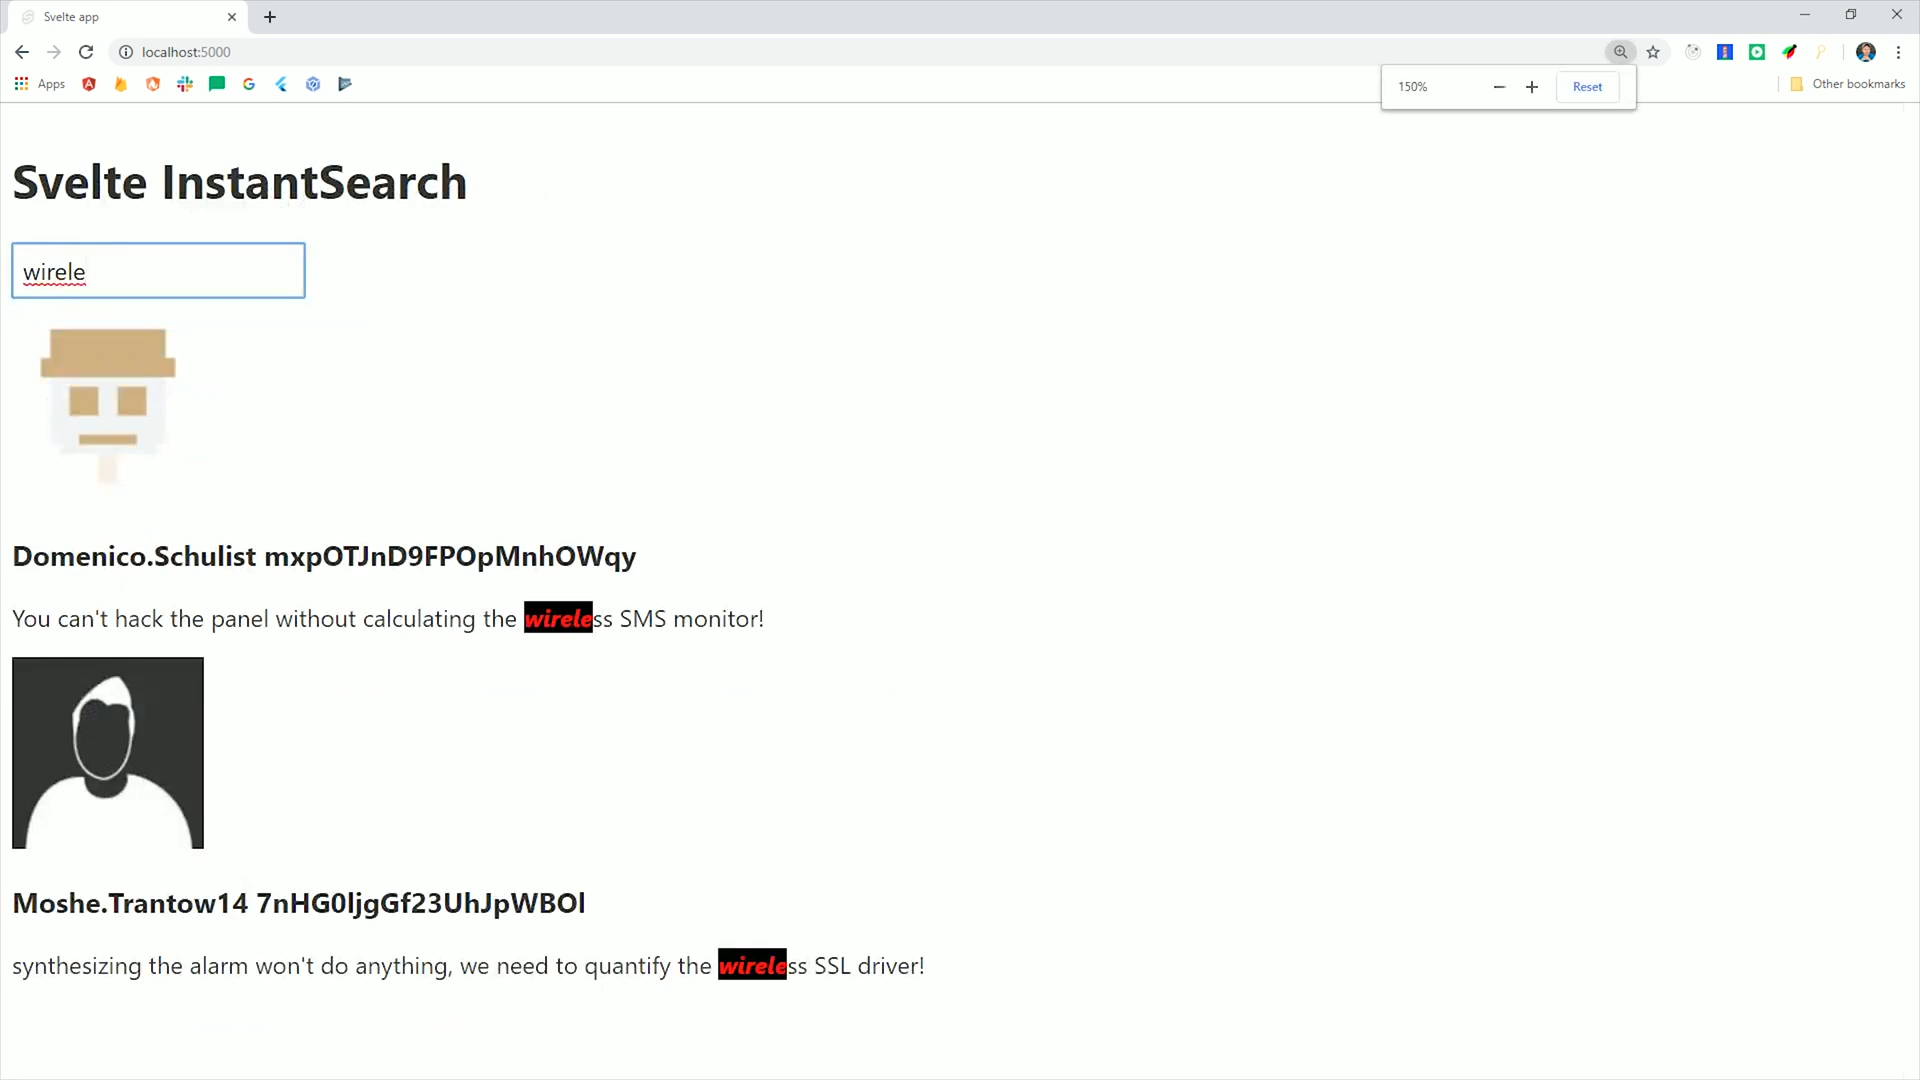 Svelte app
localhost:5000
150%
Reset
Apps
Other bookmarks
Svelte InstantSearch
wirele
Domenico.Schulist mxpOTJnD9FPOpMnhOWqy
You can't hack the panel without calculating the wireless SMS monitor!
Moshe.Trantow14 7nHG0ljgGf23UhJpWBOl
synthesizing the alarm won't do anything, we need to quantify the wireless SSL driver!